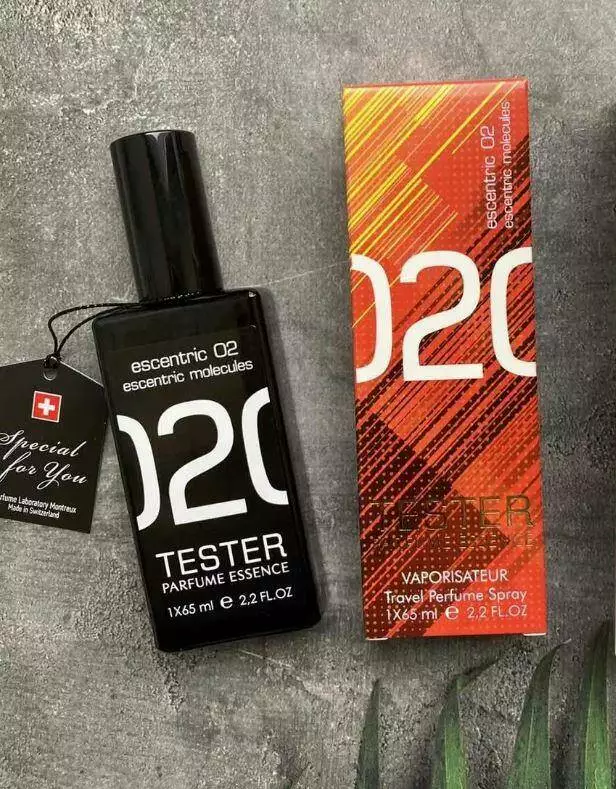 escentric 02
escentric molecules
020
TESTER
PARFUME ESSENCE
1X65 ml e 2,2 FL.OZ
Special
for You
Perfume Laboratory Montreux
Made in Switzerland
escentric 02
escentric molecules
020
TESTER
PARFUME ESSENCE
VAPORISATEUR
Travel Perfume Spray
1X65 ml e 2,2 FL.OZ